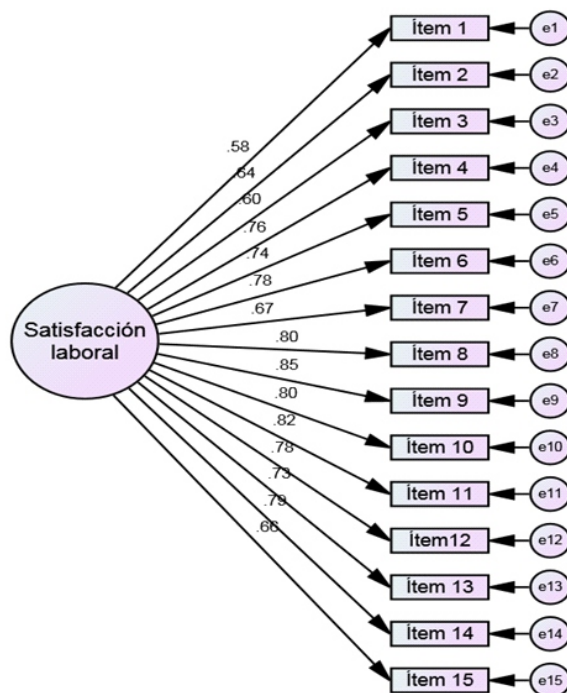 Ítem 1
e1
Ítem 2
e2
Ítem 3
e3
Ítem 4
e4
Ítem 5
e5
Ítem 6
e6
Ítem 7
e7
Ítem 8
e8
Ítem 9
e9
Ítem 10
e10
Ítem 11
e11
Ítem12
e12
Ítem 13
e13
Ítem 14
e14
Ítem 15
e15
.58
.64
.60
.76
.74
.78
.67
.80
.85
.80
.82
.78
.73
.79
.66
Satisfacción
laboral